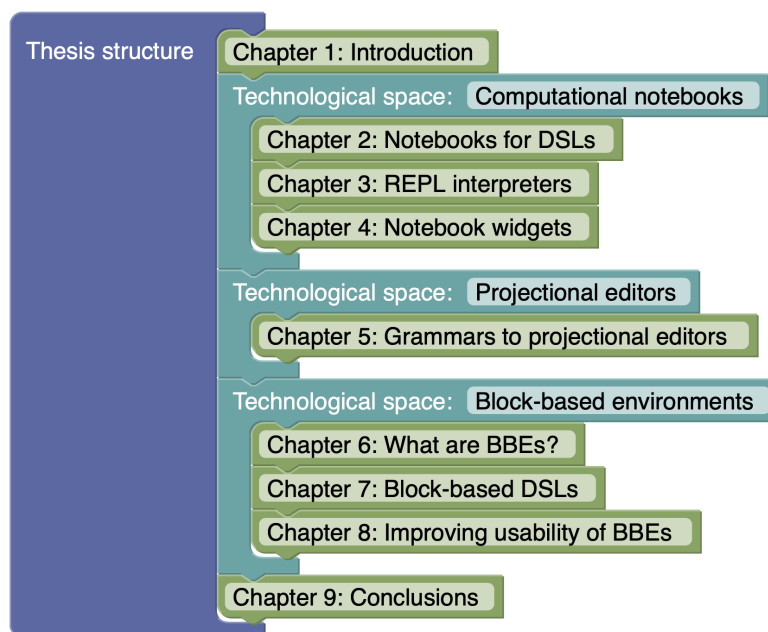 Thesis structure
Chapter 1: Introduction
Technological space: Computational notebooks
Chapter 2: Notebooks for DSLs
Chapter 3: REPL interpreters
Chapter 4: Notebook widgets
Technological space: Projectional editors
Chapter 5: Grammars to projectional editors
Technological space: Block-based environments
Chapter 6: What are BBEs?
Chapter 7: Block-based DSLs
Chapter 8: Improving usability of BBEs
Chapter 9: Conclusions